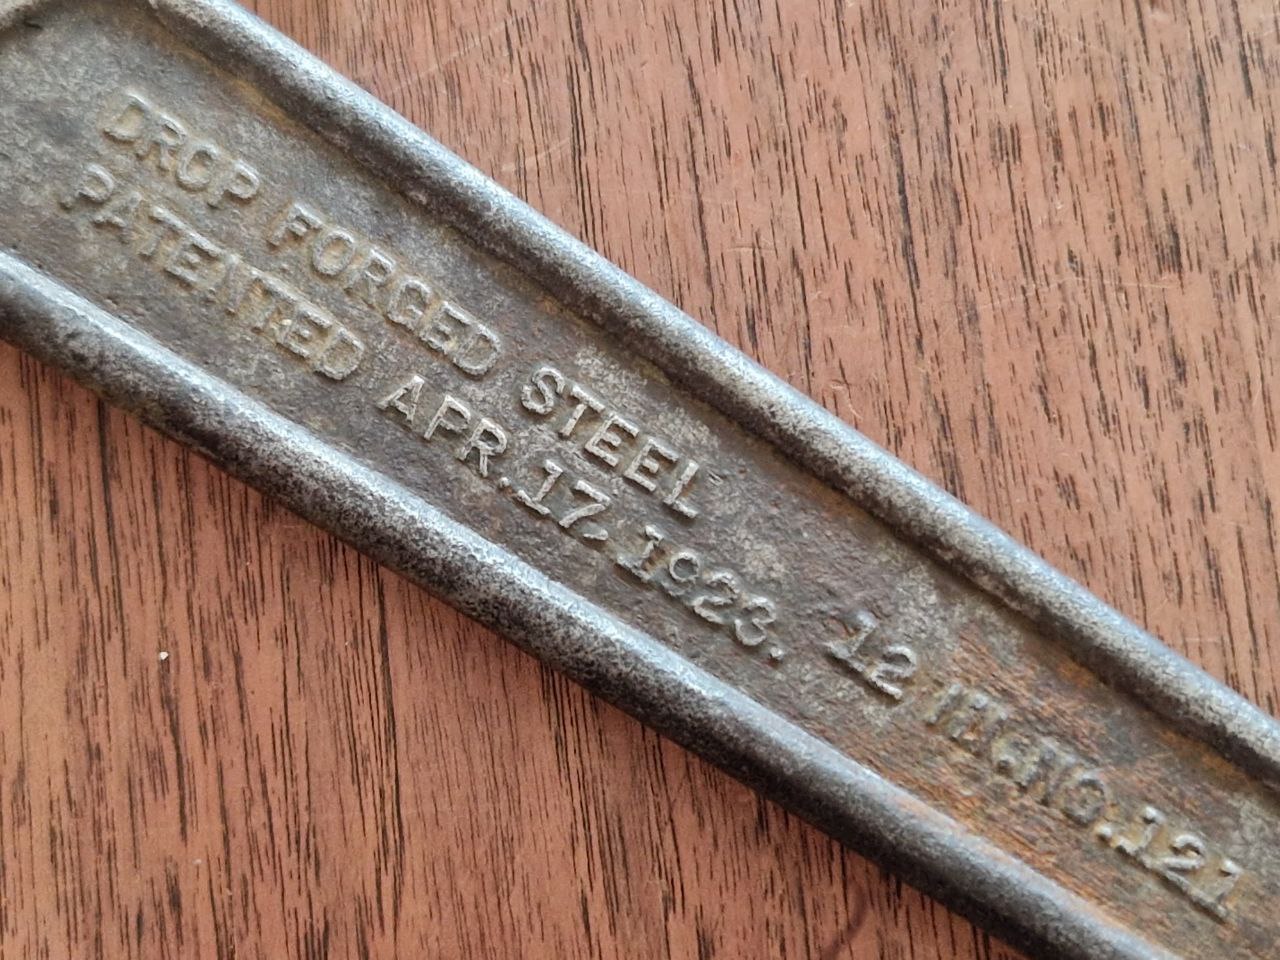 DROP FORGED STEEL
PATENTED APR. 17, 1923. 12 IN. NO. 121